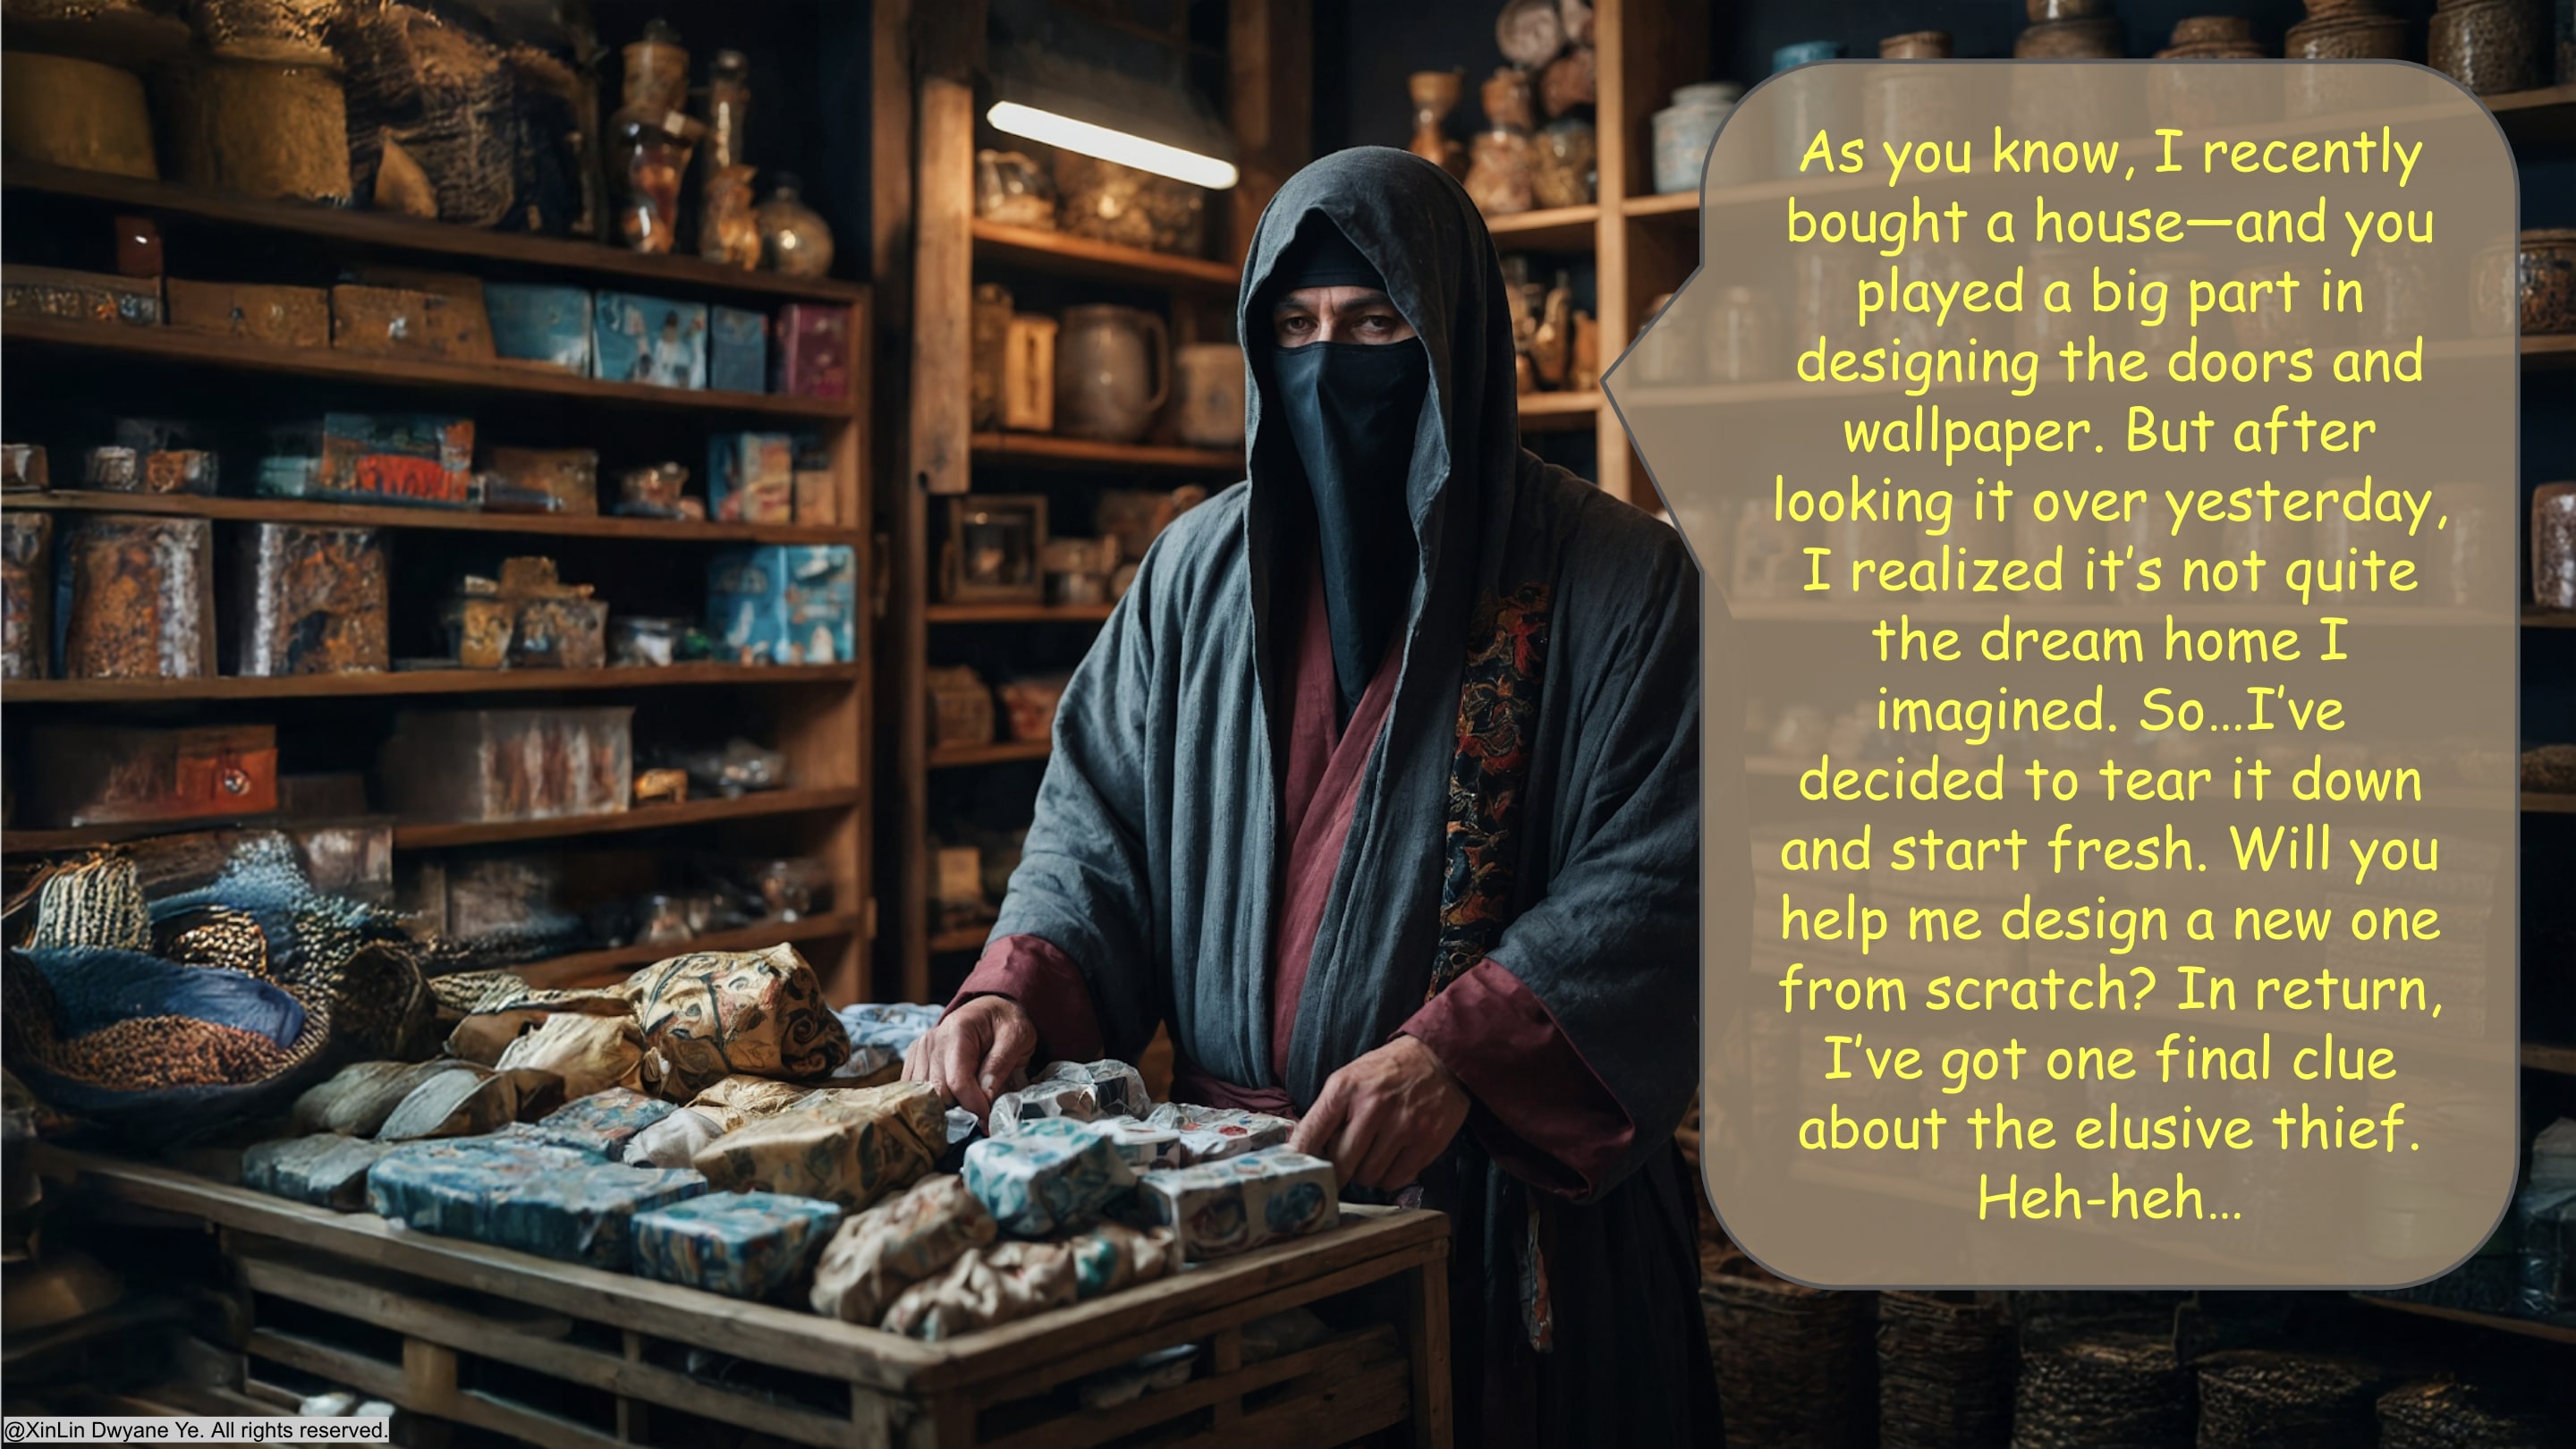 As you know, I recently
bought a house—and you
played a big part in
designing the doors and
wallpaper. But after
looking it over yesterday,
I realized it’s not quite
the dream home I
imagined. So…I’ve
decided to tear it down
and start fresh. Will you
help me design a new one
from scratch? In return,
I’ve got one final clue
about the elusive thief.
Heh-heh…
@XinLin Dwyane Ye. All rights reserved.